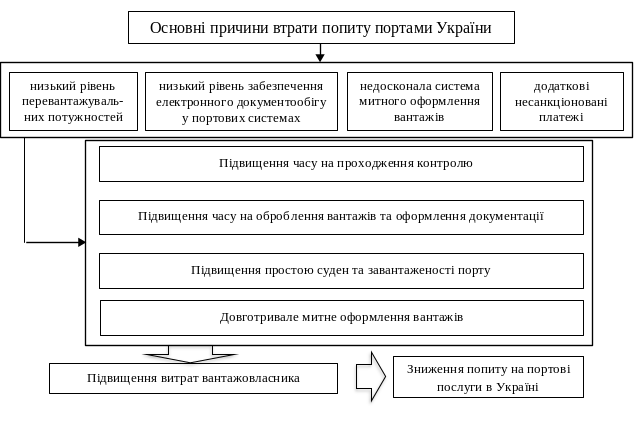 Основні причини втрати попиту портами України
низький рівень
перевантажуваль-
них потужностей
низький рівень забезпечення
електронного документообігу
у портових системах
недосконала система
митного оформлення
вантажів
додаткові
несанкціоновані
платежі
Підвищення часу на проходження контролю
Підвищення часу на оброблення вантажів та оформлення документації
Підвищення простою суден та завантаженості порту
Довготривале митне оформлення вантажів
Підвищення витрат вантажовласника
Зниження попиту на портові
послуги в Україні